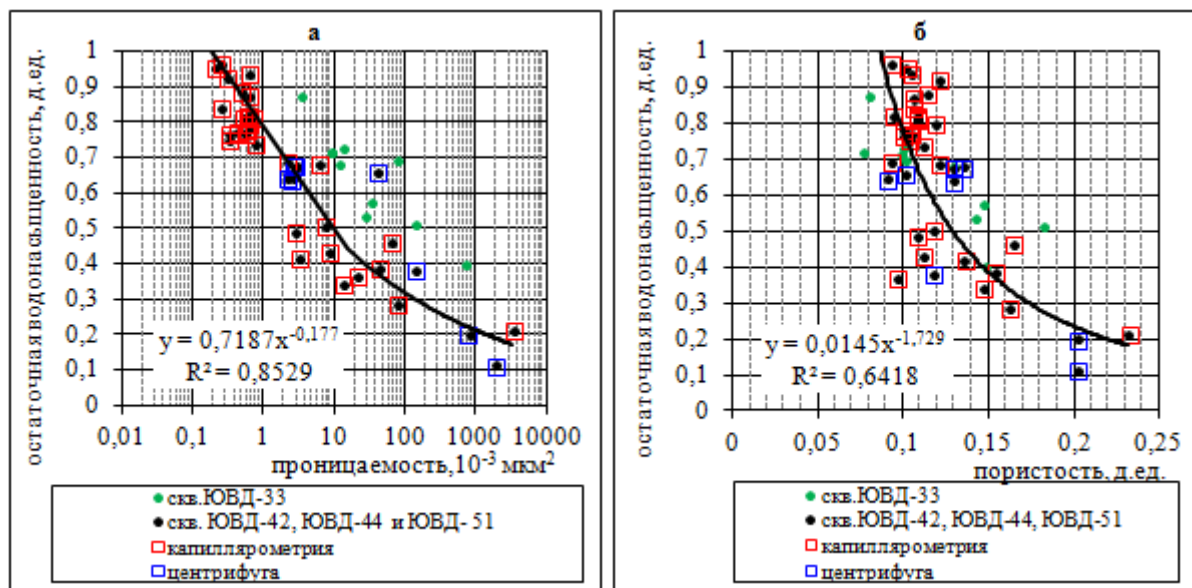 а
остаточная водонасыщенность, д.ед.
1
0,9
0,8
0,7
0,6
0,5
0,4
0,3
0,2
0,1
0
y = 0,7187x^-0,177
R² = 0,8529
0,01 0,1 1 10 100 1000 10000
проницаемость,10⁻³ мкм²
скв.ЮВД-33
скв. ЮВД-42, ЮВД-44 и ЮВД- 51
капиллярометрия
центрифуга
б
остаточная водонасыщенность, д.ед.
1
0,9
0,8
0,7
0,6
0,5
0,4
0,3
0,2
0,1
0
y = 0,0145x^-1,729
R² = 0,6418
0 0,05 0,1 0,15 0,2 0,25
пористость, д.ед.
скв.ЮВД-33
скв.ЮВД-42, ЮВД-44, ЮВД-51
капиллярометрия
центрифуга